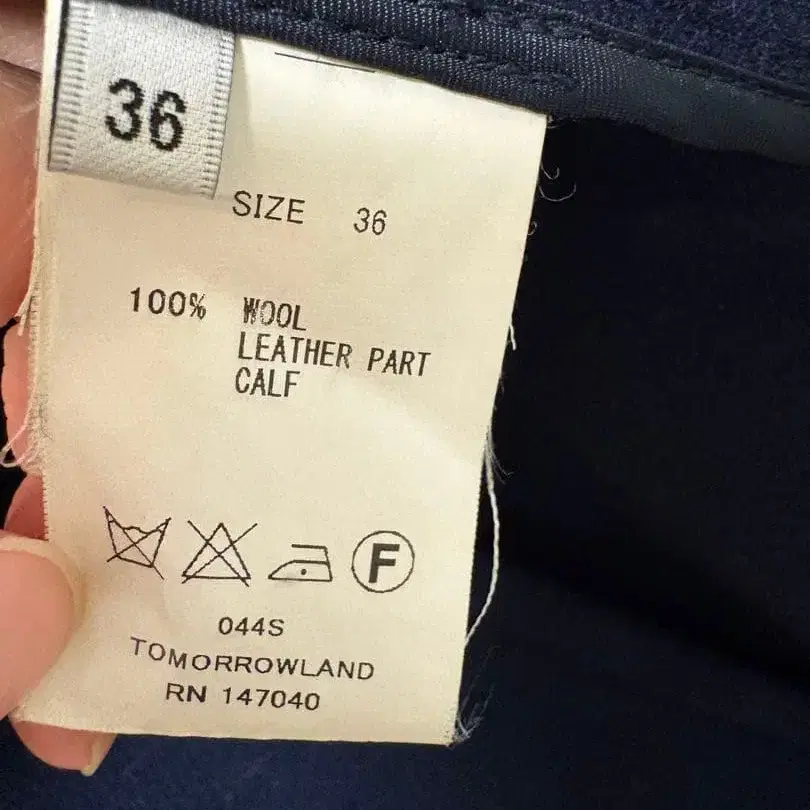 36
SIZE 36
100% WOOL
LEATHER PART
CALF
F
044S
TOMORROWLAND
RN 147040